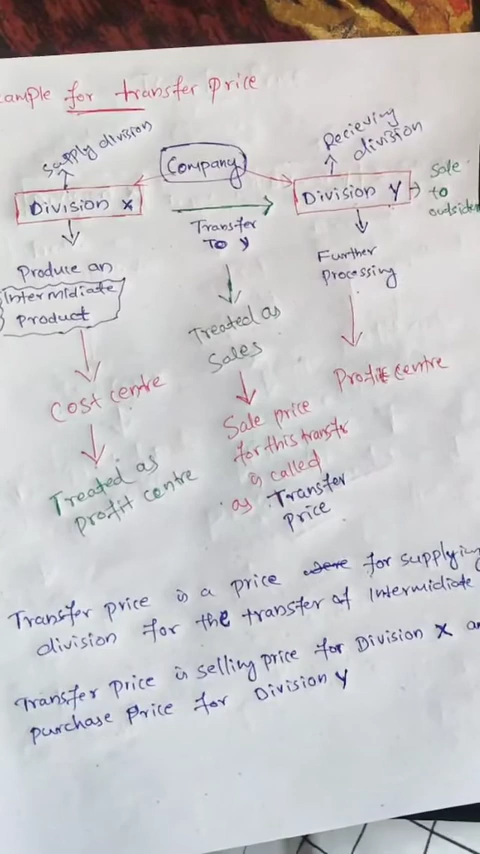 ample for transfer price
Supply division
Company
Recieving
division
Division X
Division Y
Sale
to
outsider
Transfer
To Y
Produce an
Intermidiate
product
Further
Processing
Treated as
Sales
Cost centre
Profit centre
Treated as
profit centre
Sale price
for this transfr
is called
as Transfer
Price
Transfer price is a price were for supplying
division for the transfer of Intermidiate
Transfer Price is selling price for Division X an
purchase Price for Division Y